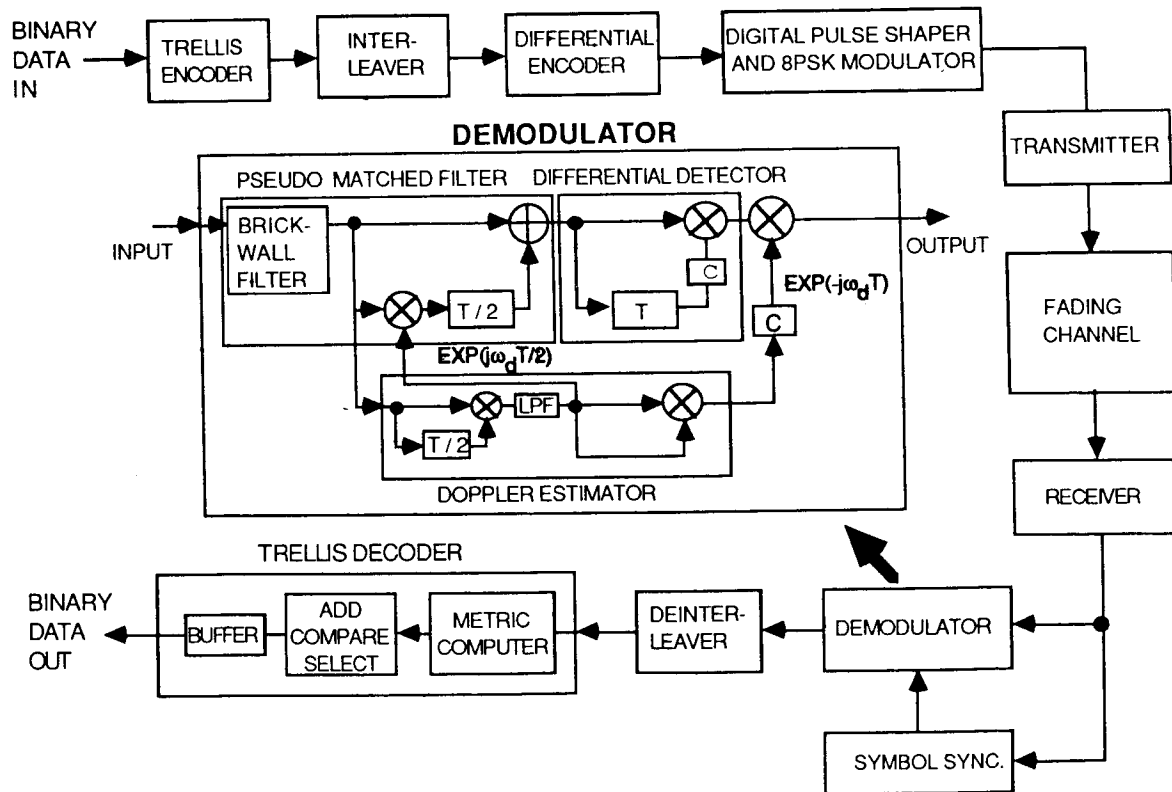 BINARY
DATA
IN
TRELLIS
ENCODER
INTER-
LEAVER
DIFFERENTIAL
ENCODER
DIGITAL PULSE SHAPER
AND 8PSK MODULATOR
TRANSMITTER
FADING
CHANNEL
RECEIVER
DEMODULATOR
PSEUDO MATCHED FILTER
DIFFERENTIAL DETECTOR
INPUT
BRICK-
WALL
FILTER
T / 2
EXP(jω_d T/2)
T
C
C
EXP(-jω_d T)
OUTPUT
LPF
T / 2
DOPPLER ESTIMATOR
TRELLIS DECODER
BINARY
DATA
OUT
BUFFER
ADD
COMPARE
SELECT
METRIC
COMPUTER
DEINTER-
LEAVER
DEMODULATOR
SYMBOL SYNC.